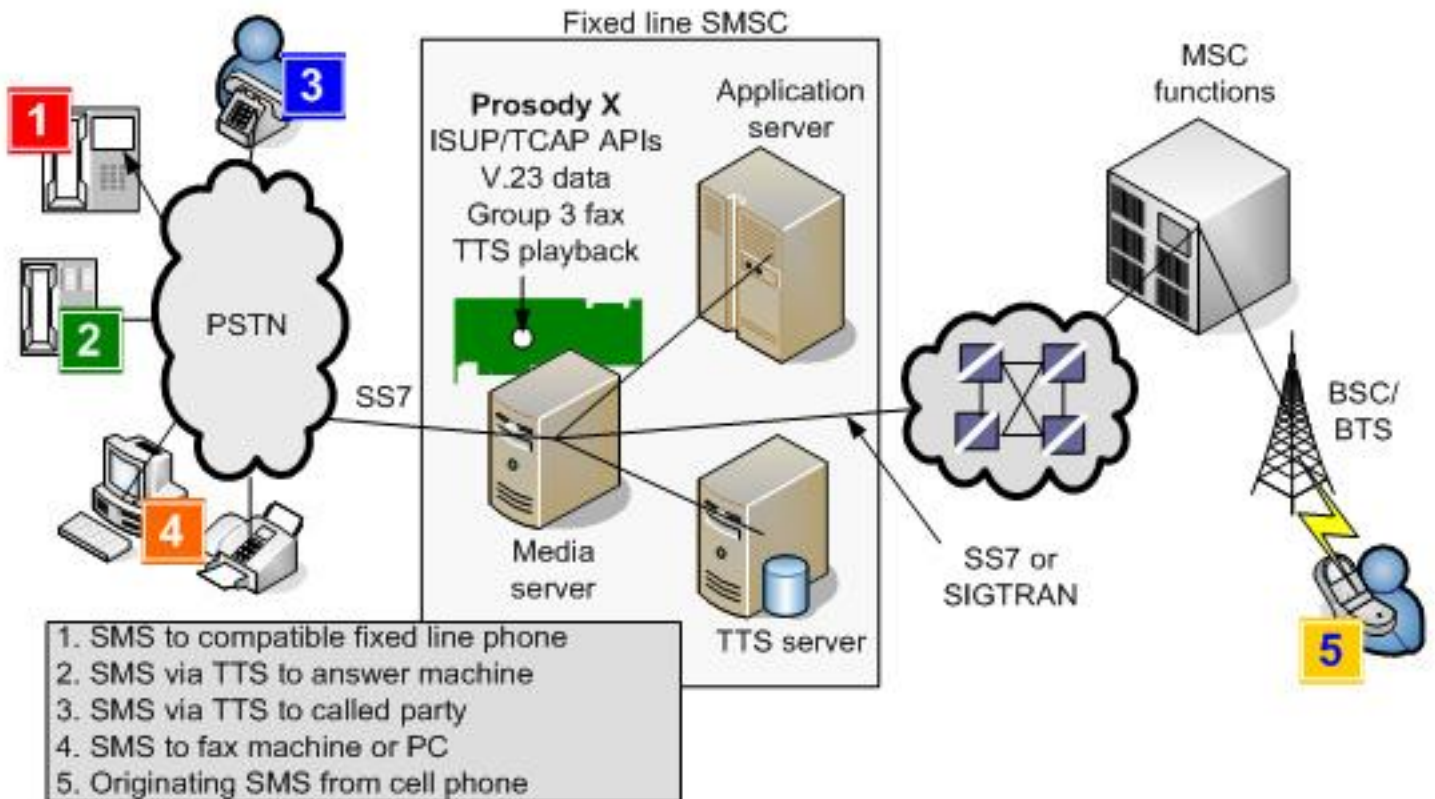 Fixed line SMSC
1
3
2
4
PSTN
SS7
Prosody X
ISUP/TCAP APIs
V.23 data
Group 3 fax
TTS playback
Application
server
Media
server
TTS server
MSC
functions
SS7 or
SIGTRAN
BSC/
BTS
5
1. SMS to compatible fixed line phone
2. SMS via TTS to answer machine
3. SMS via TTS to called party
4. SMS to fax machine or PC
5. Originating SMS from cell phone